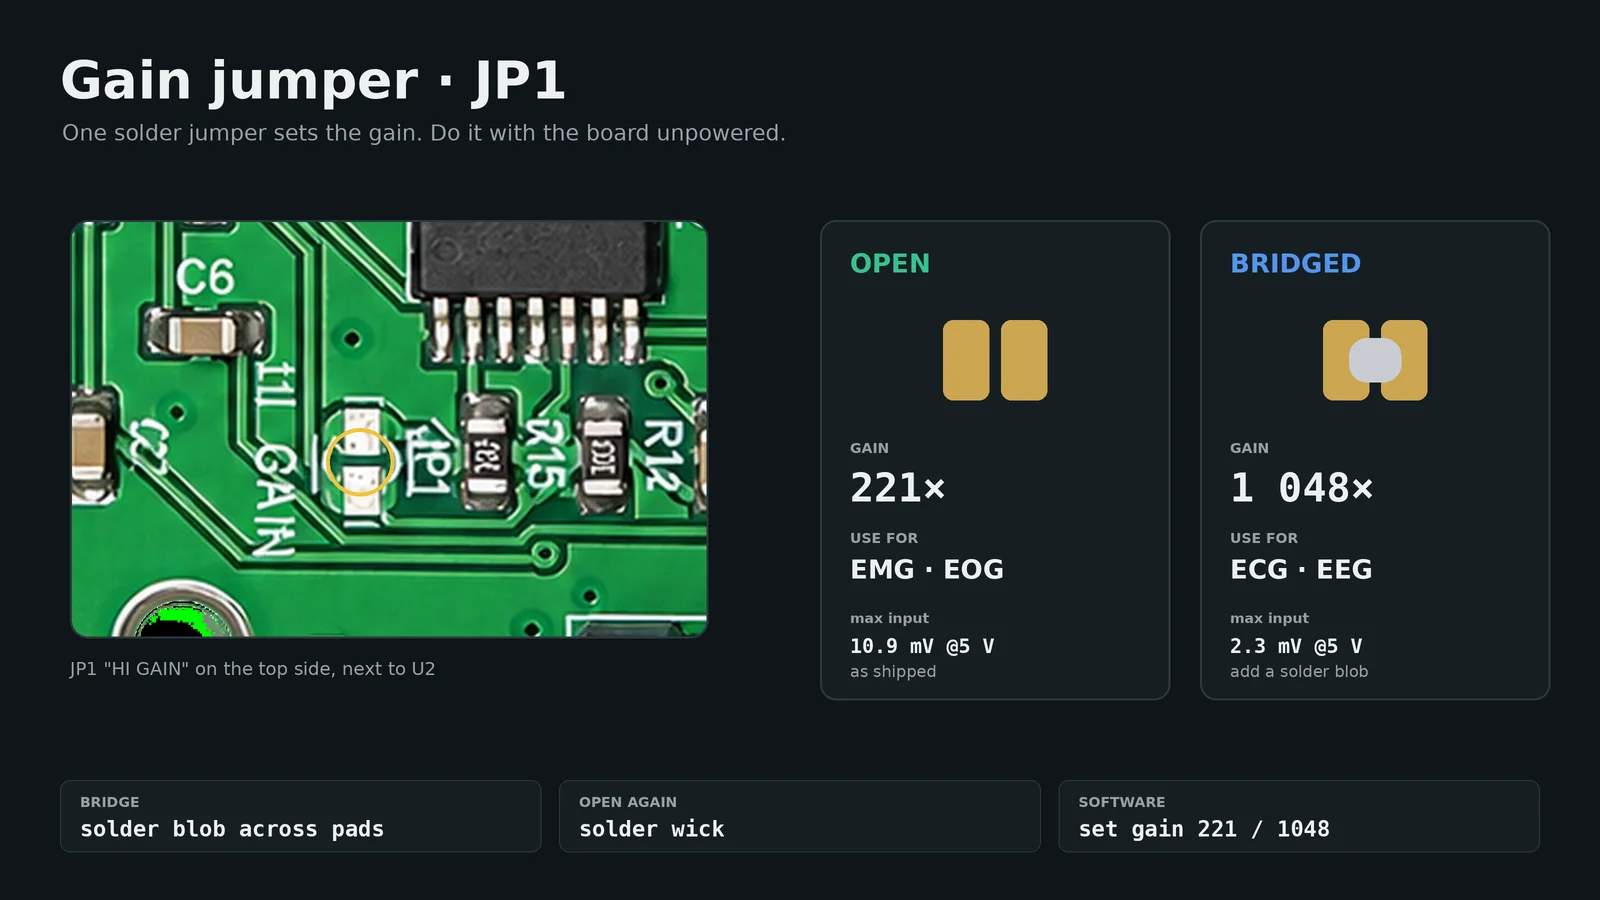 Gain jumper · JP1
One solder jumper sets the gain. Do it with the board unpowered.
C6
GAIN
JP1
R15
R12
JP1 "HI GAIN" on the top side, next to U2
OPEN
GAIN
221×
USE FOR
EMG · EOG
max input
10.9 mV @5 V
as shipped
BRIDGED
GAIN
1 048×
USE FOR
ECG · EEG
max input
2.3 mV @5 V
add a solder blob
BRIDGE
solder blob across pads
OPEN AGAIN
solder wick
SOFTWARE
set gain 221 / 1048